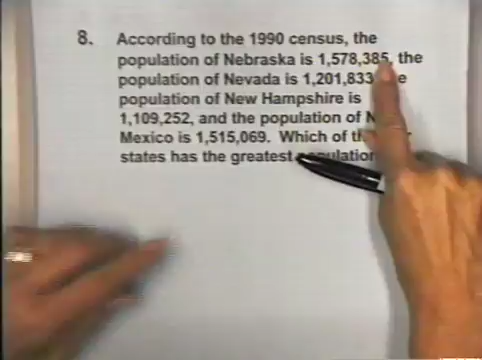 8. According to the 1990 census, the
population of Nebraska is 1,578,385, the
population of Nevada is 1,201,833
population of New Hampshire is
1,109,252, and the population of
Mexico is 1,515,069. Which of
states has the greatest